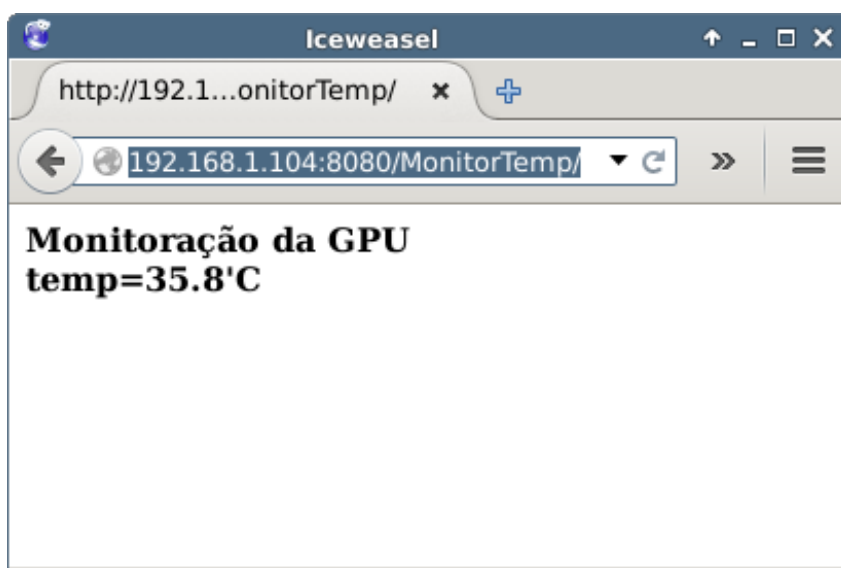 Iceweasel
http://192.1...onitorTemp/
192.168.1.104:8080/MonitorTemp/
Monitoração da GPU
temp=35.8'C